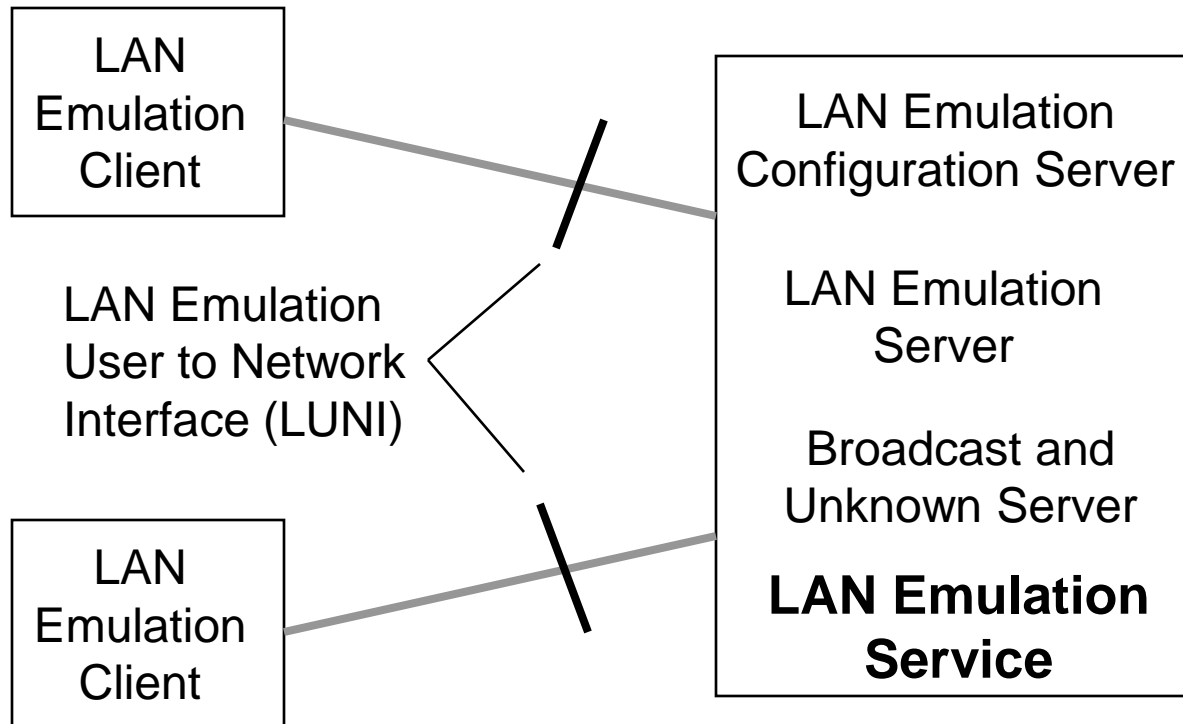 LAN
Emulation
Client
LAN Emulation
User to Network
Interface (LUNI)
LAN
Emulation
Client
LAN Emulation
Configuration Server
LAN Emulation
Server
Broadcast and
Unknown Server
LAN Emulation
Service